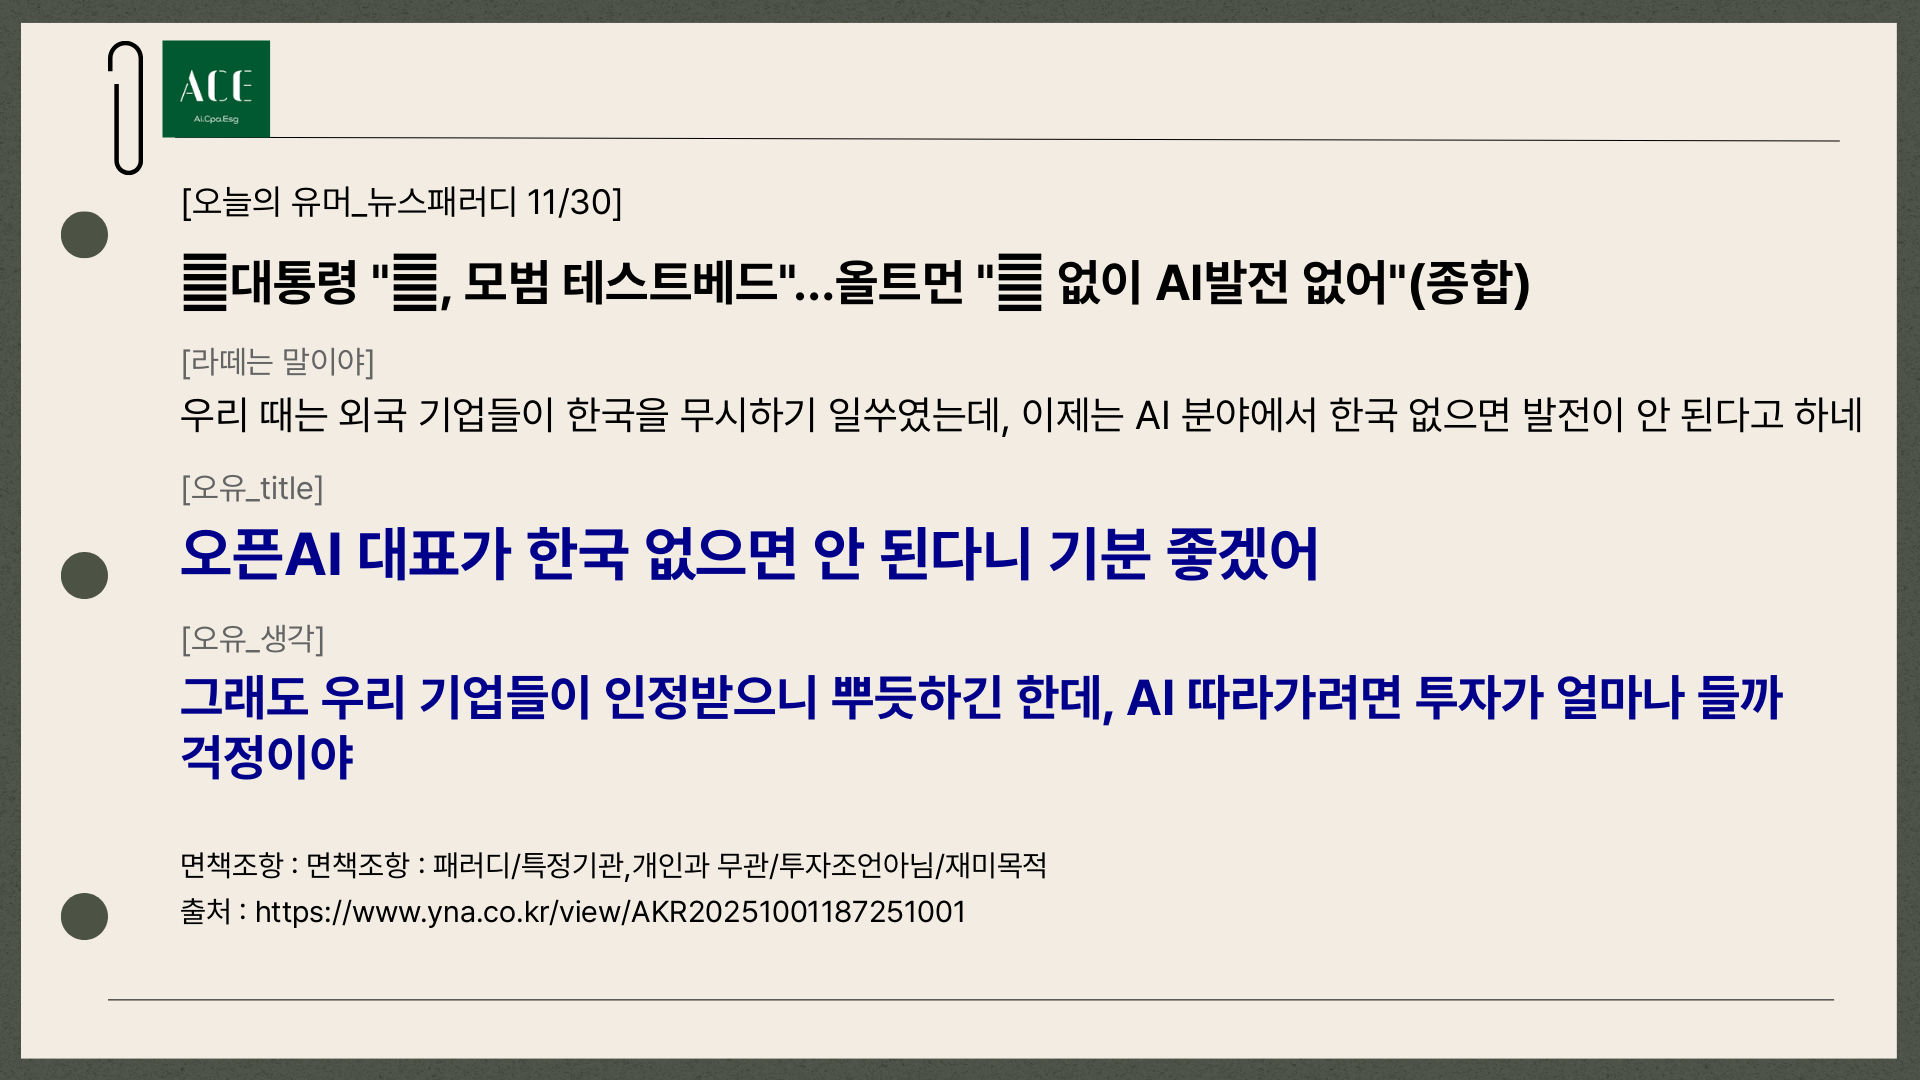 ACE
Ai.Cpa.Esg
[오늘의 유머_뉴스패러디 11/30]
䷀대통령 "䷀, 모범 테스트베드"…올트먼 "䷀ 없이 AI발전 없어"(종합)
[라떼는 말이야]
우리 때는 외국 기업들이 한국을 무시하기 일쑤였는데, 이제는 AI 분야에서 한국 없으면 발전이 안 된다고 하네
[오유_title]
오픈AI 대표가 한국 없으면 안 된다니 기분 좋겠어
[오유_생각]
그래도 우리 기업들이 인정받으니 뿌듯하긴 한데, AI 따라가려면 투자가 얼마나 들까
걱정이야
면책조항 : 면책조항 : 패러디/특정기관,개인과 무관/투자조언아님/재미목적
출처 : https://www.yna.co.kr/view/AKR20251001187251001